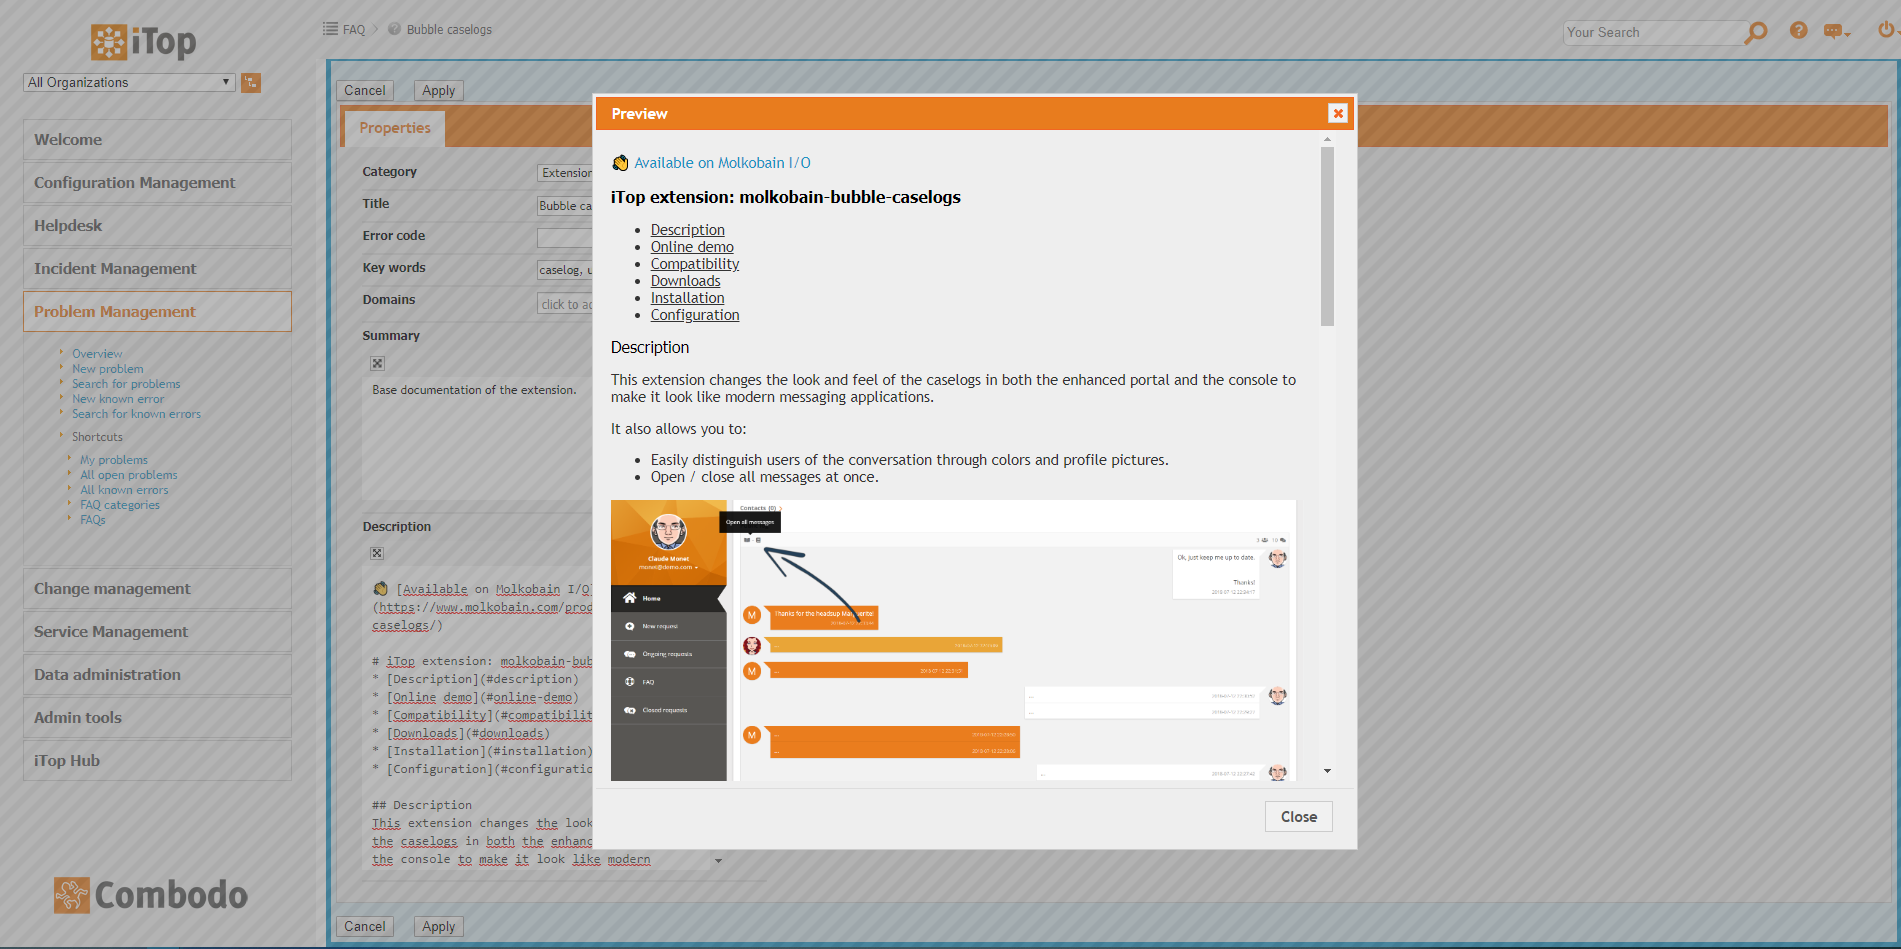 iTop
FAQ
Bubble caselogs
Your Search
All Organizations
Welcome
Configuration Management
Helpdesk
Incident Management
Problem Management
Overview
New problem
Search for problems
New known error
Search for known errors
Shortcuts
My problems
All open problems
All known errors
FAQ categories
FAQs
Change management
Service Management
Data administration
Admin tools
iTop Hub
Combodo
Cancel
Apply
Properties
Category
Extension
Title
Bubble ca
Error code
Key words
caselog, u
Domains
click to ad
Summary
Base documentation of the extension.
Description
[Available on Molkobain I/O]
(https://www.molkobain.com/prod
caselogs/)
# iTop extension: molkobain-bub
* [Description](#description)
* [Online demo](#online-demo)
* [Compatibility](#compatibilit
* [Downloads](#downloads)
* [Installation](#installation)
* [Configuration](#configuratio
## Description
This extension changes the look
the caselogs in both the enhanc
the console to make it look like modern
Cancel
Apply
Preview
Available on Molkobain I/O
iTop extension: molkobain-bubble-caselogs
Description
Online demo
Compatibility
Downloads
Installation
Configuration
Description
This extension changes the look and feel of the caselogs in both the enhanced portal and the console to
make it look like modern messaging applications.
It also allows you to:
Easily distinguish users of the conversation through colors and profile pictures.
Open / close all messages at once.
Claude Monet
monet@demo.com
Home
New request
Ongoing requests
FAQ
Closed requests
Contacts (0)
Open all messages
Ok, just keep me up to date.
Thanks!
M
Thanks for the headsup Marguerite!
M
M
Close